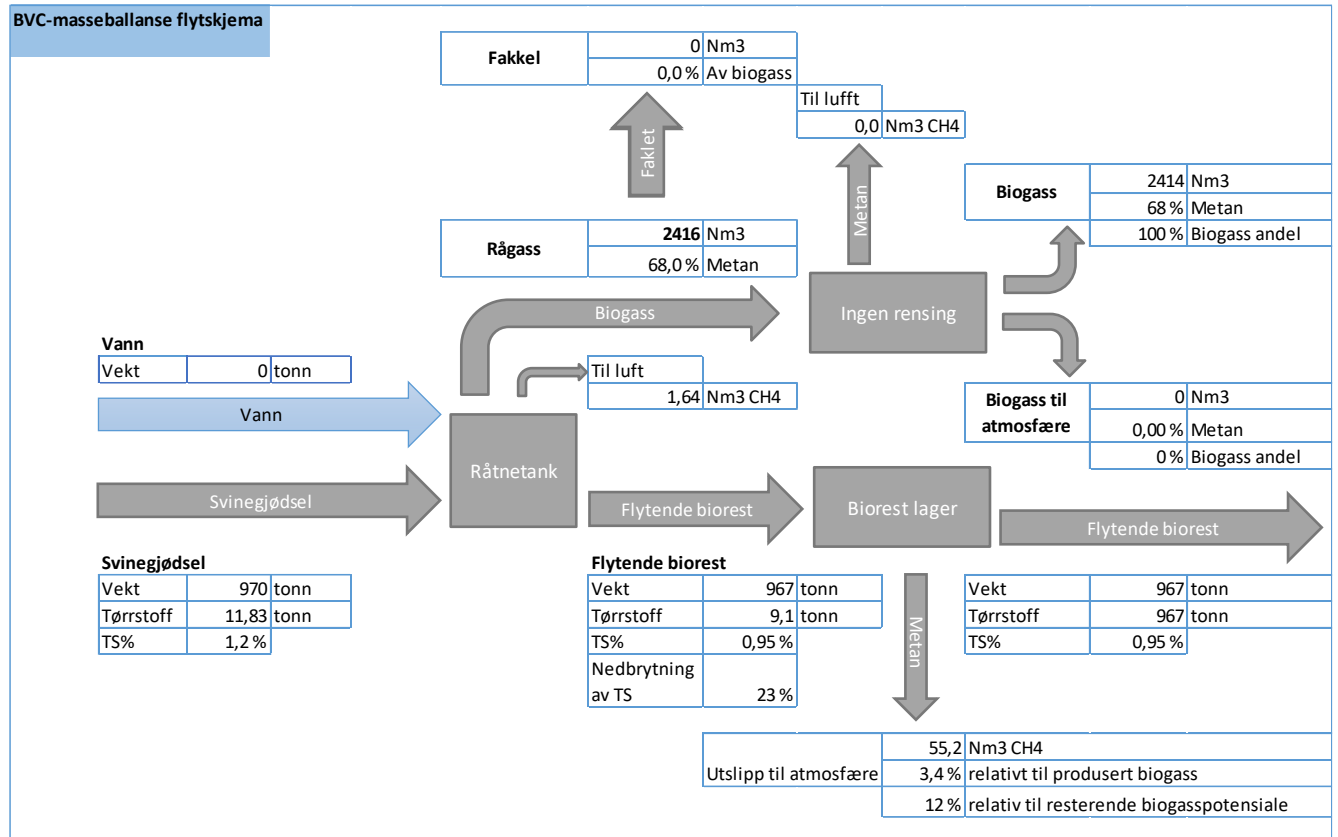 BVC-masseballanse flytskjema
Fakkel
0 Nm3
0,0 % Av biogass
Til lufft
0,0 Nm3 CH4
Faklet
Metan
Biogass
2414 Nm3
68 % Metan
100 % Biogass andel
Rågass
2416 Nm3
68,0 % Metan
Biogass
Ingen rensing
Vann
Vekt 0 tonn
Vann
Til luft
1,64 Nm3 CH4
Biogass til
atmosfære
0 Nm3
0,00 % Metan
0 % Biogass andel
Råtnetank
Svinegjødsel
Flytende biorest
Biorest lager
Flytende biorest
Svinegjødsel
Vekt 970 tonn
Tørrstoff 11,83 tonn
TS% 1,2 %
Flytende biorest
Vekt 967 tonn
Tørrstoff 9,1 tonn
TS% 0,95 %
Nedbrytning
av TS 23 %
Metan
Vekt 967 tonn
Tørrstoff 967 tonn
TS% 0,95 %
Utslipp til atmosfære
55,2 Nm3 CH4
3,4 % relativt til produsert biogass
12 % relativ til resterende biogasspotensiale